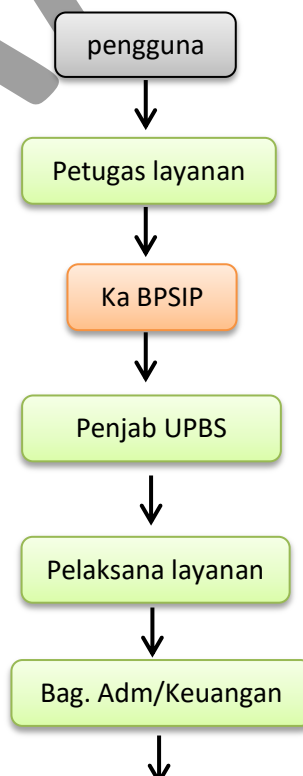 pengguna
Petugas layanan
Ka BPSIP
Penjab UPBS
Pelaksana layanan
Bag. Adm/Keuangan